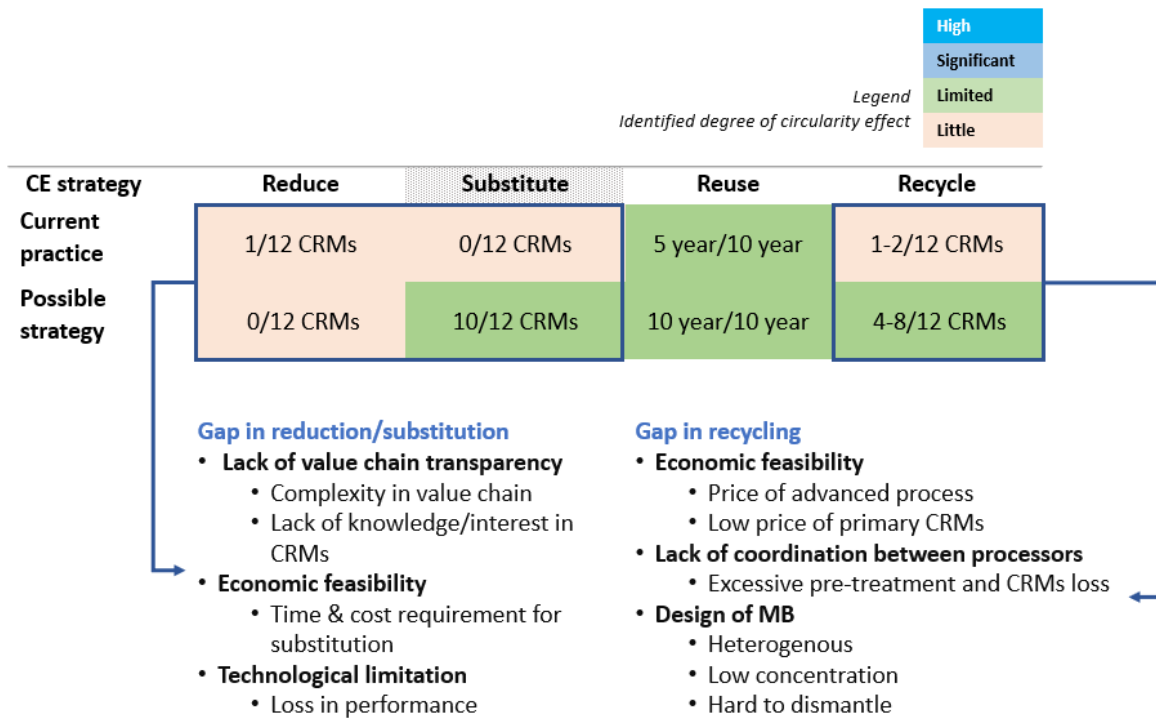 High
Significant
Legend
Limited
Identified degree of circularity effect
Little
CE strategy Reduce Substitute Reuse Recycle
Current
practice
1/12 CRMs 0/12 CRMs 5 year/10 year 1-2/12 CRMs
Possible
strategy
0/12 CRMs 10/12 CRMs 10 year/10 year 4-8/12 CRMs
Gap in reduction/substitution
• Lack of value chain transparency
• Complexity in value chain
• Lack of knowledge/interest in
CRMs
• Economic feasibility
• Time & cost requirement for
substitution
• Technological limitation
• Loss in performance
Gap in recycling
• Economic feasibility
• Price of advanced process
• Low price of primary CRMs
• Lack of coordination between processors
• Excessive pre-treatment and CRMs loss
• Design of MB
• Heterogenous
• Low concentration
• Hard to dismantle